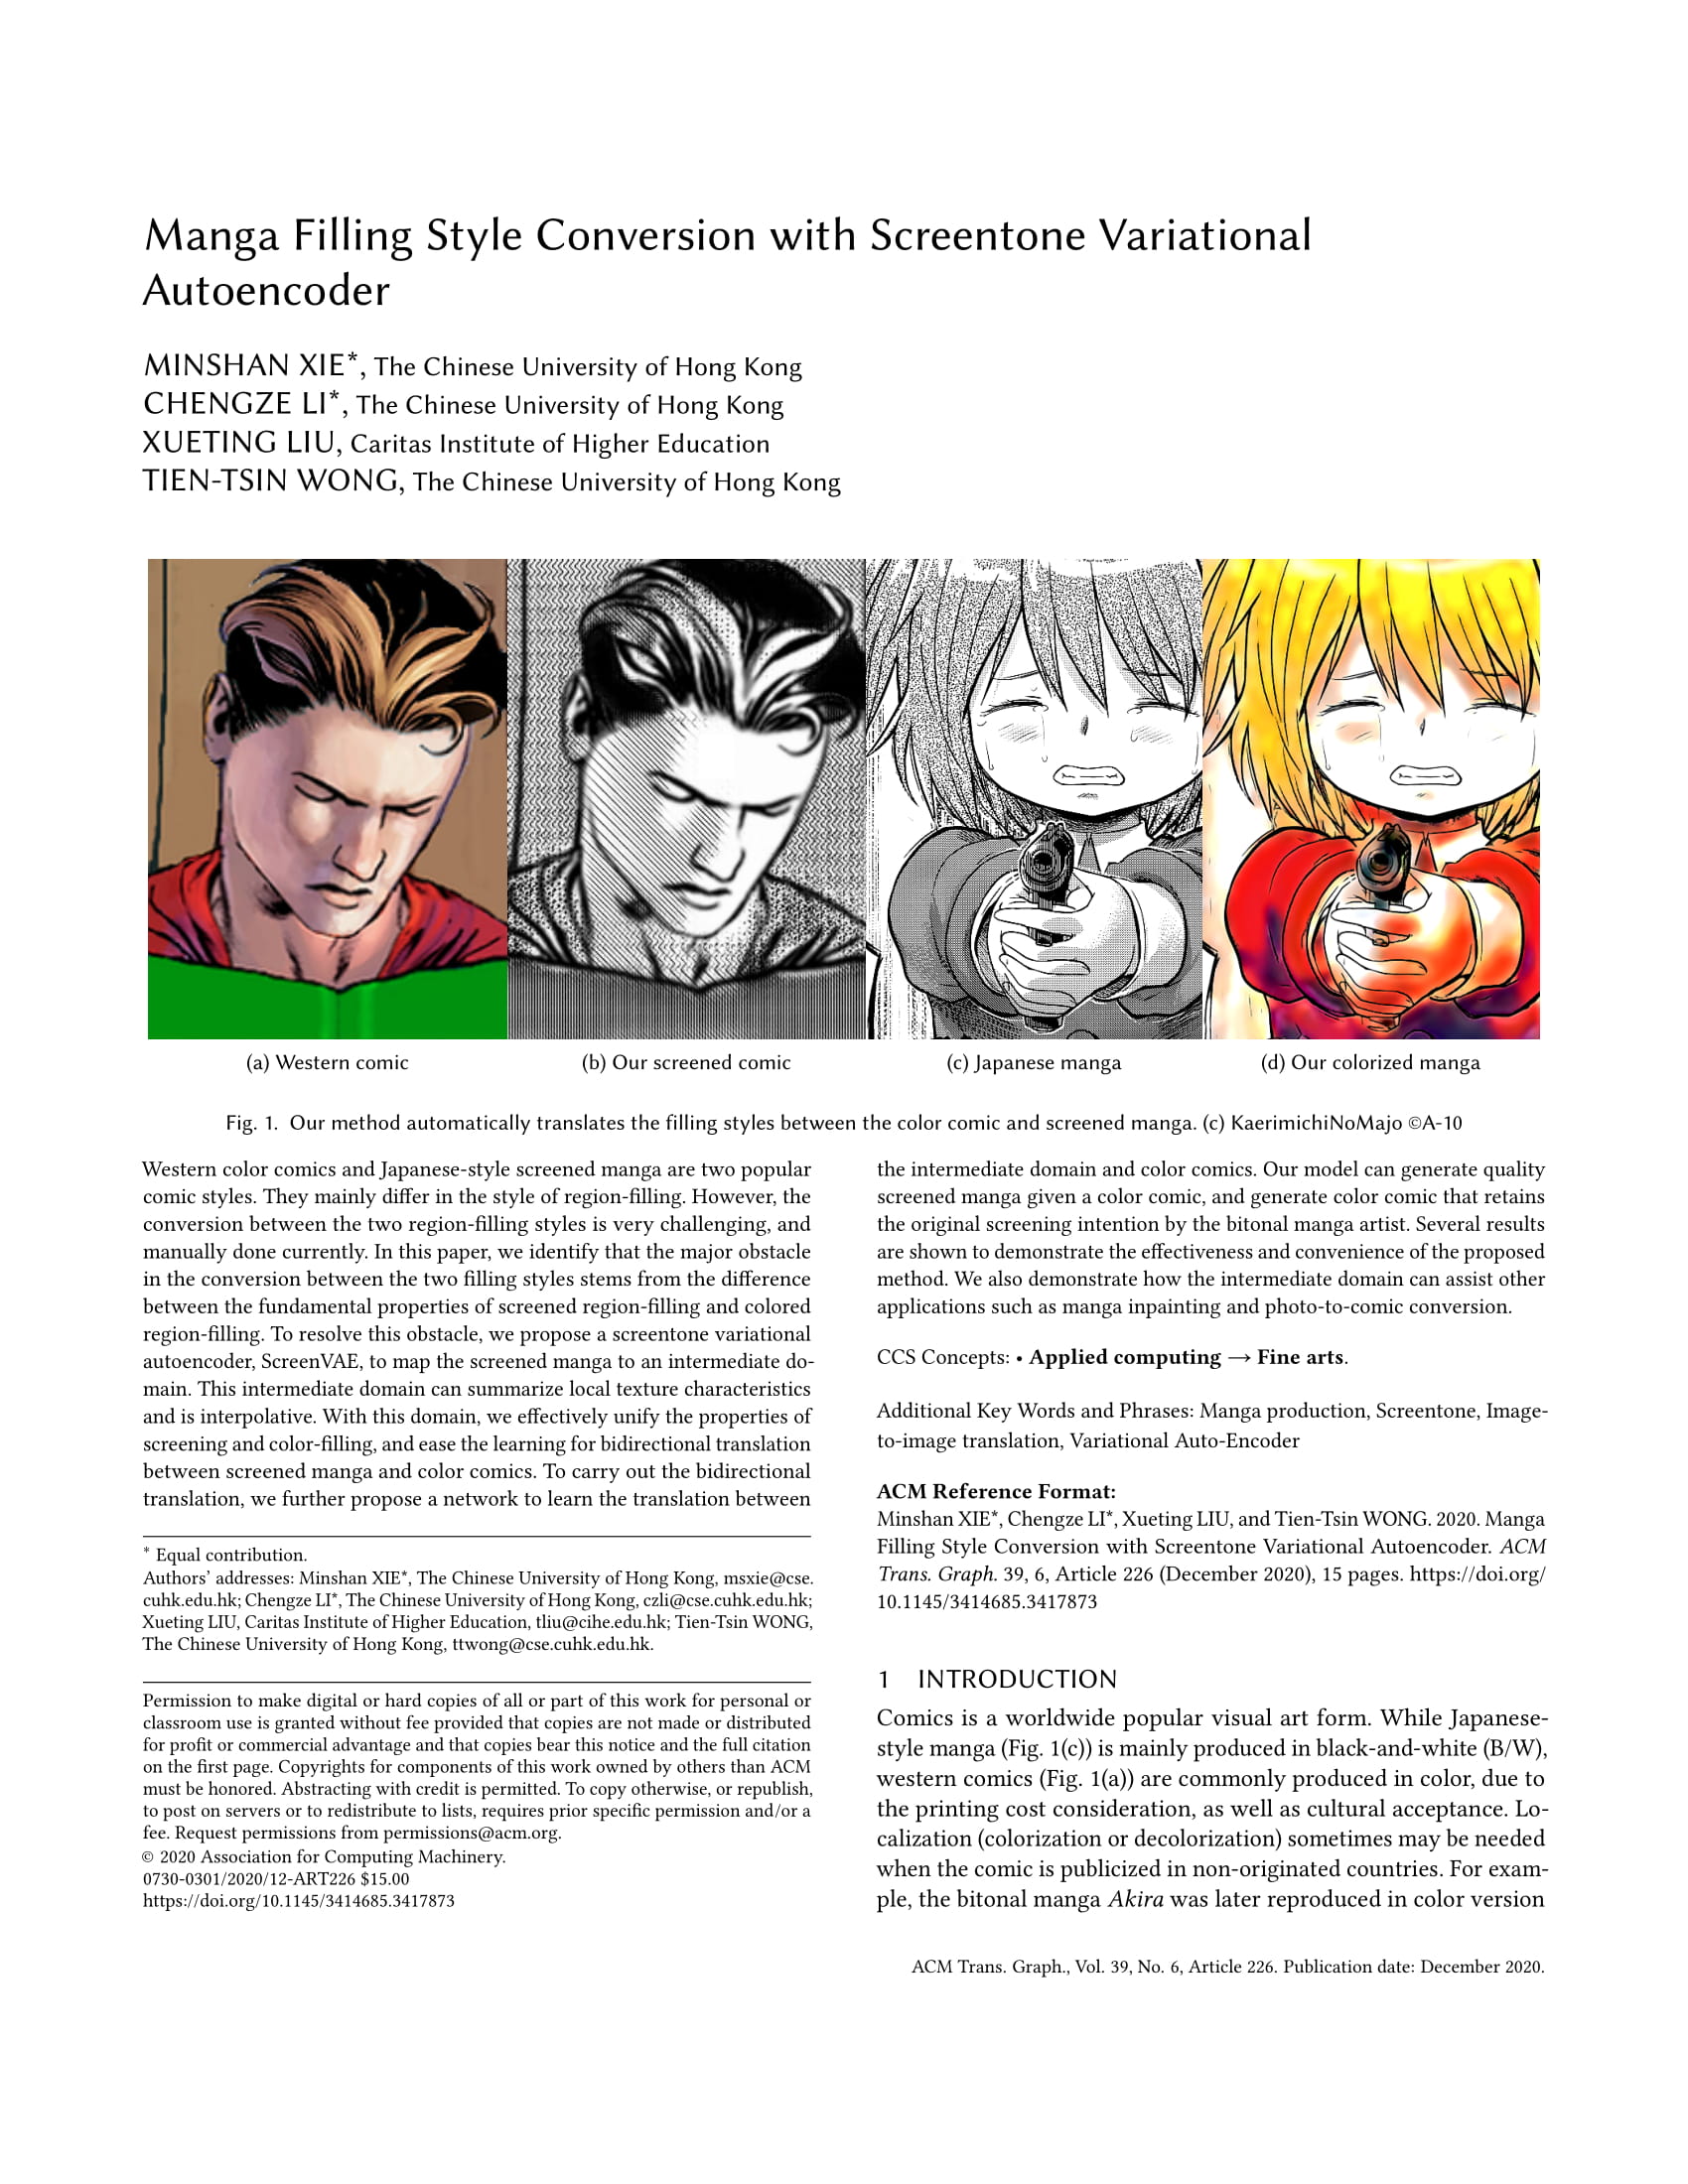 Manga Filling Style Conversion with Screentone Variational
Autoencoder
MINSHAN XIE*, The Chinese University of Hong Kong
CHENGZE LI*, The Chinese University of Hong Kong
XUETING LIU, Caritas Institute of Higher Education
TIEN-TSIN WONG, The Chinese University of Hong Kong
(a) Western comic
(b) Our screened comic
(c) Japanese manga
(d) Our colorized manga
Fig. 1. Our method automatically translates the filling styles between the color comic and screened manga. (c) KaerimichiNoMajo ©A-10
Western color comics and Japanese-style screened manga are two popular
comic styles. They mainly differ in the style of region-filling. However, the
conversion between the two region-filling styles is very challenging, and
manually done currently. In this paper, we identify that the major obstacle
in the conversion between the two filling styles stems from the difference
between the fundamental properties of screened region-filling and colored
region-filling. To resolve this obstacle, we propose a screentone variational
autoencoder, ScreenVAE, to map the screened manga to an intermediate do-
main. This intermediate domain can summarize local texture characteristics
and is interpolative. With this domain, we effectively unify the properties of
screening and color-filling, and ease the learning for bidirectional translation
between screened manga and color comics. To carry out the bidirectional
translation, we further propose a network to learn the translation between
* Equal contribution.
Authors' addresses: Minshan XIE*, The Chinese University of Hong Kong, msxie@cse.
cuhk.edu.hk; Chengze LI*, The Chinese University of Hong Kong, czli@cse.cuhk.edu.hk;
Xueting LIU, Caritas Institute of Higher Education, tliu@cihe.edu.hk; Tien-Tsin WONG,
The Chinese University of Hong Kong, ttwong@cse.cuhk.edu.hk.
Permission to make digital or hard copies of all or part of this work for personal or
classroom use is granted without fee provided that copies are not made or distributed
for profit or commercial advantage and that copies bear this notice and the full citation
on the first page. Copyrights for components of this work owned by others than ACM
must be honored. Abstracting with credit is permitted. To copy otherwise, or republish,
to post on servers or to redistribute to lists, requires prior specific permission and/or a
fee. Request permissions from permissions@acm.org.
© 2020 Association for Computing Machinery.
0730-0301/2020/12-ART226 $15.00
https://doi.org/10.1145/3414685.3417873
the intermediate domain and color comics. Our model can generate quality
screened manga given a color comic, and generate color comic that retains
the original screening intention by the bitonal manga artist. Several results
are shown to demonstrate the effectiveness and convenience of the proposed
method. We also demonstrate how the intermediate domain can assist other
applications such as manga inpainting and photo-to-comic conversion.
CCS Concepts: • Applied computing → Fine arts.
Additional Key Words and Phrases: Manga production, Screentone, Image-
to-image translation, Variational Auto-Encoder
ACM Reference Format:
Minshan XIE*, Chengze LI*, Xueting LIU, and Tien-Tsin WONG. 2020. Manga
Filling Style Conversion with Screentone Variational Autoencoder. ACM
Trans. Graph. 39, 6, Article 226 (December 2020), 15 pages. https://doi.org/
10.1145/3414685.3417873
1 INTRODUCTION
Comics is a worldwide popular visual art form. While Japanese-
style manga (Fig. 1(c)) is mainly produced in black-and-white (B/W),
western comics (Fig. 1(a)) are commonly produced in color, due to
the printing cost consideration, as well as cultural acceptance. Lo-
calization (colorization or decolorization) sometimes may be needed
when the comic is publicized in non-originated countries. For exam-
ple, the bitonal manga Akira was later reproduced in color version
ACM Trans. Graph., Vol. 39, No. 6, Article 226. Publication date: December 2020.